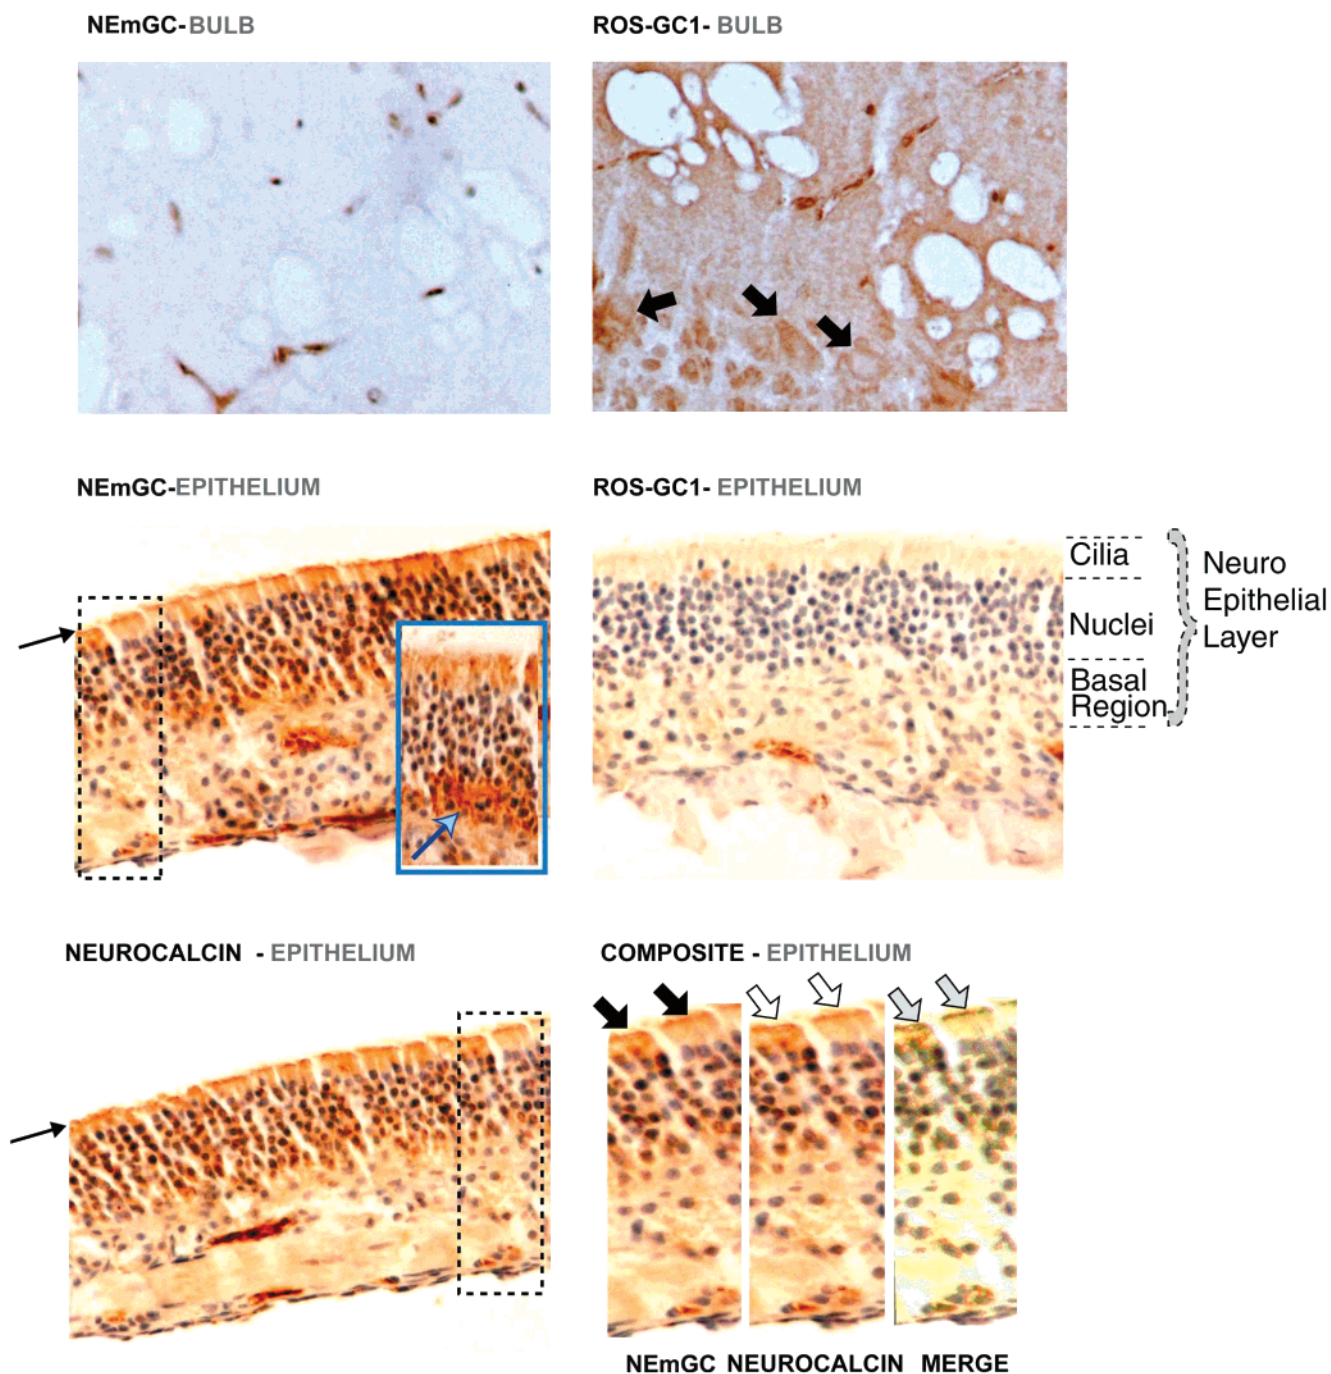 NEmGC-BULB
ROS-GC1- BULB
NEmGC-EPITHELIUM
ROS-GC1- EPITHELIUM
Cilia
Nuclei
Basal
Region
Neuro
Epithelial
Layer
NEUROCALCIN - EPITHELIUM
COMPOSITE - EPITHELIUM
NEmGC NEUROCALCIN MERGE